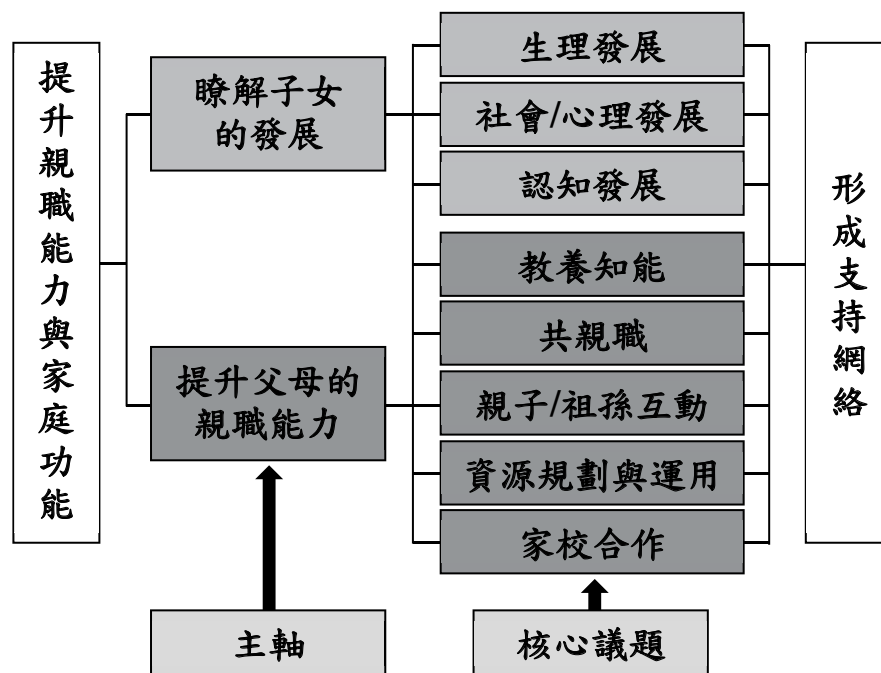 提升親職能力與家庭功能
瞭解子女
的發展
提升父母的
親職能力
主軸
生理發展
社會/心理發展
認知發展
教養知能
共親職
親子/祖孫互動
資源規劃與運用
家校合作
核心議題
形成支持網絡